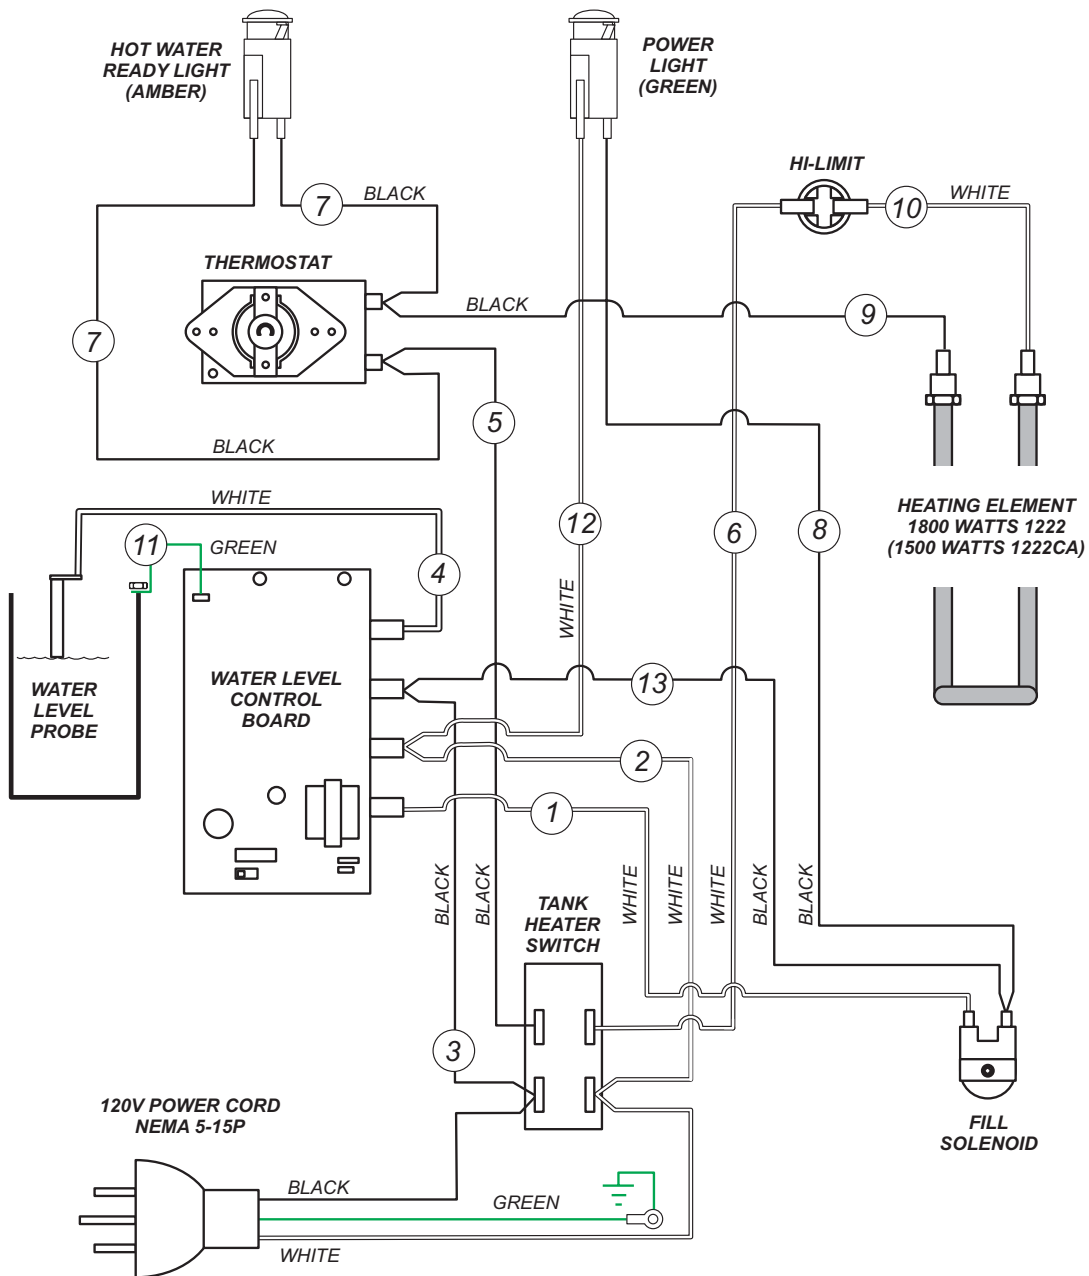 HOT WATER
READY LIGHT
(AMBER)
POWER
LIGHT
(GREEN)
HI-LIMIT
7
BLACK
10
WHITE
THERMOSTAT
BLACK
9
7
5
BLACK
WHITE
12
6
8
HEATING ELEMENT
1800 WATTS 1222
(1500 WATTS 1222CA)
11
GREEN
4
WHITE
WATER
LEVEL
PROBE
WATER LEVEL
CONTROL
BOARD
13
2
1
BLACK
BLACK
WHITE
WHITE
WHITE
BLACK
BLACK
TANK
HEATER
SWITCH
3
120V POWER CORD
NEMA 5-15P
FILL
SOLENOID
BLACK
GREEN
WHITE